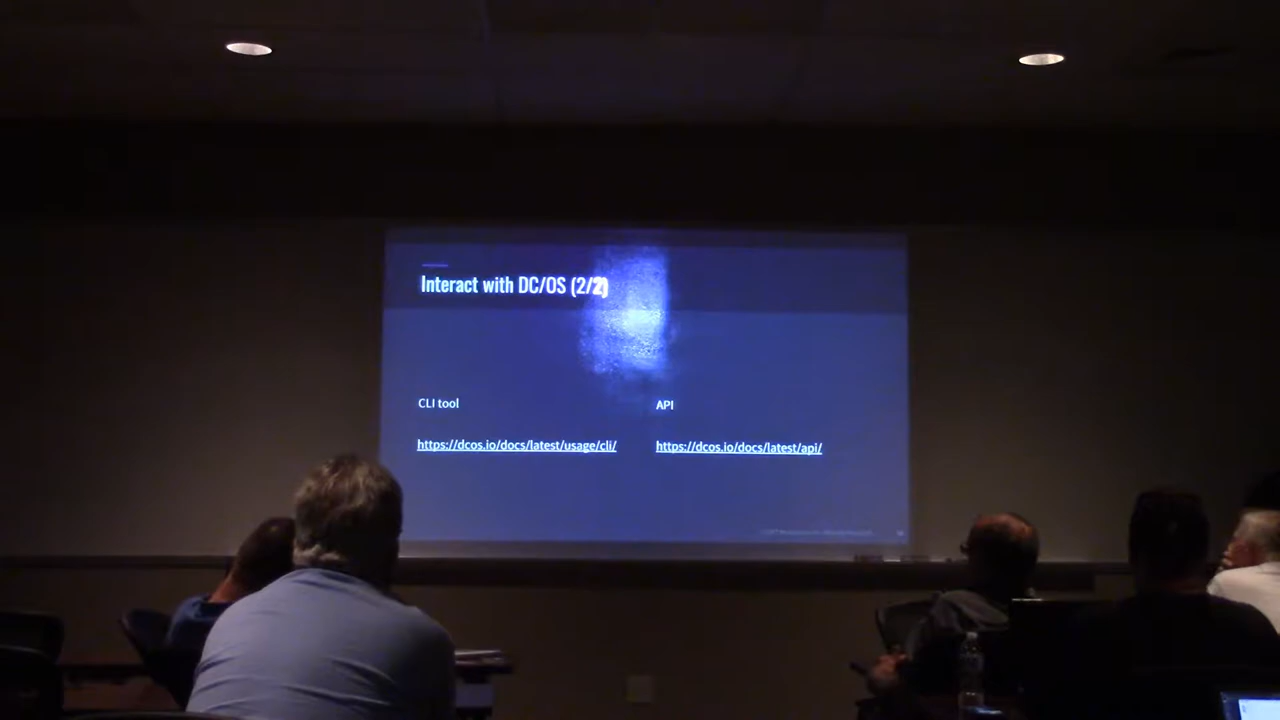 Interact with DC/OS (2/2)
CLI tool
API
https://dcos.io/docs/latest/usage/cli/
https://dcos.io/docs/latest/api/